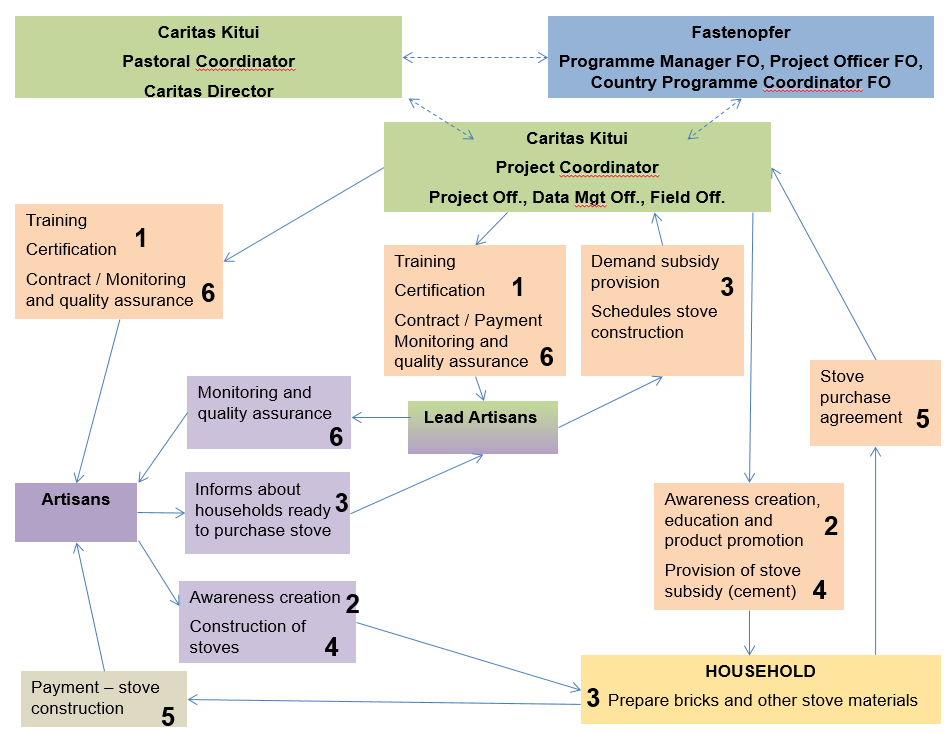 Caritas Kitui
Pastoral Coordinator
Caritas Director
Fastenopfer
Programme Manager FO, Project Officer FO,
Country Programme Coordinator FO
Caritas Kitui
Project Coordinator
Project Off., Data Mgt Off., Field Off.
Training
Certification
1
Contract / Monitoring
and quality assurance 6
Training
Certification 1
Contract / Payment
Monitoring and
quality assurance 6
Demand subsidy
provision 3
Schedules stove
construction
Stove
purchase
agreement 5
Monitoring and
quality assurance
6
Lead Artisans
Artisans
Informs about
households ready 3
to purchase stove
Awareness creation,
education and 2
product promotion
Provision of stove
subsidy (cement) 4
Awareness creation 2
Construction of
stoves 4
Payment – stove
construction 5
HOUSEHOLD
3 Prepare bricks and other stove materials